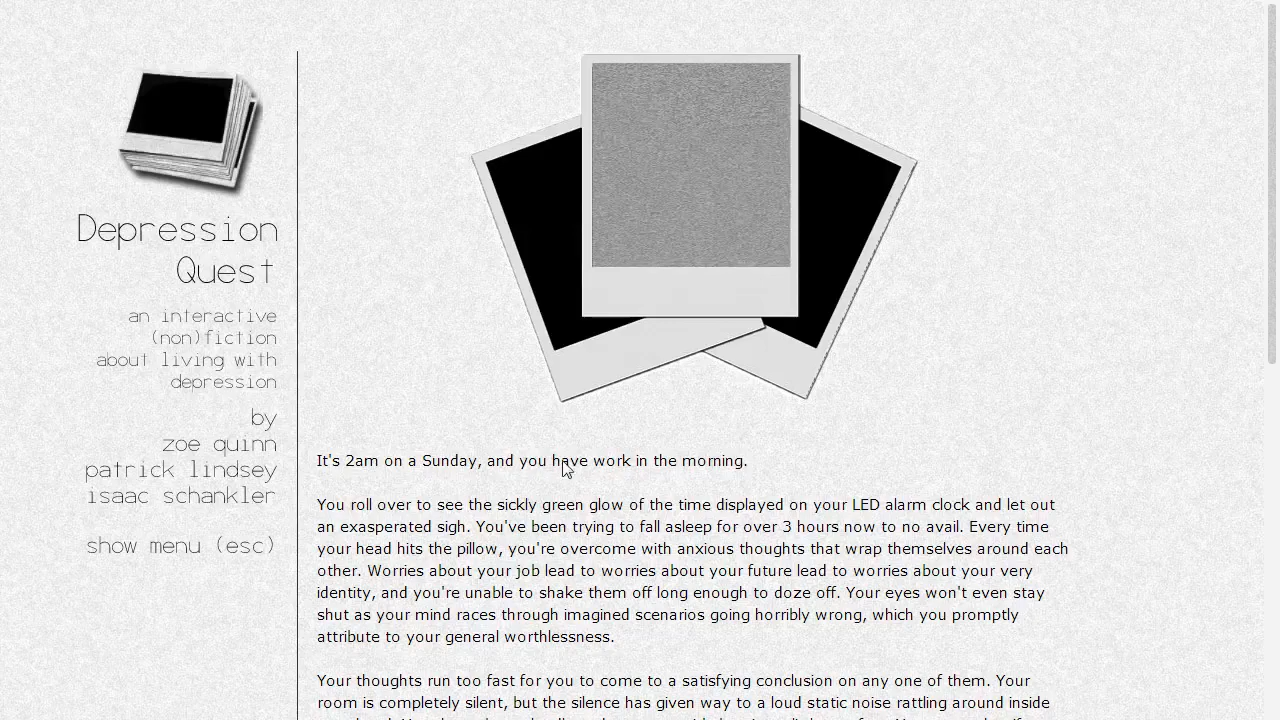 Depression
Quest
an interactive
(non)fiction
about living with
depression
by
zoe quinn
patrick lindsey
isaac schankler
show menu (esc)
It's 2am on a Sunday, and you have work in the morning.
You roll over to see the sickly green glow of the time displayed on your LED alarm clock and let out
an exasperated sigh. You've been trying to fall asleep for over 3 hours now to no avail. Every time
your head hits the pillow, you're overcome with anxious thoughts that wrap themselves around each
other. Worries about your job lead to worries about your future lead to worries about your very
identity, and you're unable to shake them off long enough to doze off. Your eyes won't even stay
shut as your mind races through imagined scenarios going horribly wrong, which you promptly
attribute to your general worthlessness.
Your thoughts run too fast for you to come to a satisfying conclusion on any one of them. Your
room is completely silent, but the silence has given way to a loud static noise rattling around inside